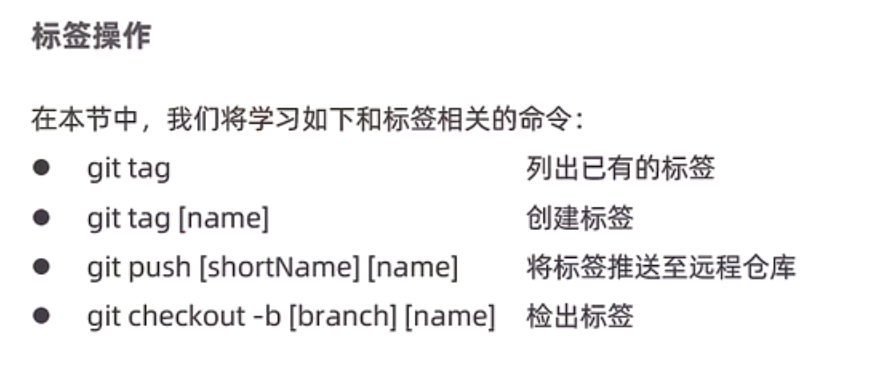 标签操作
在本节中，我们将学习如下和标签相关的命令：
● git tag 列出已有的标签
● git tag [name] 创建标签
● git push [shortName] [name] 将标签推送至远程仓库
● git checkout -b [branch] [name] 检出标签